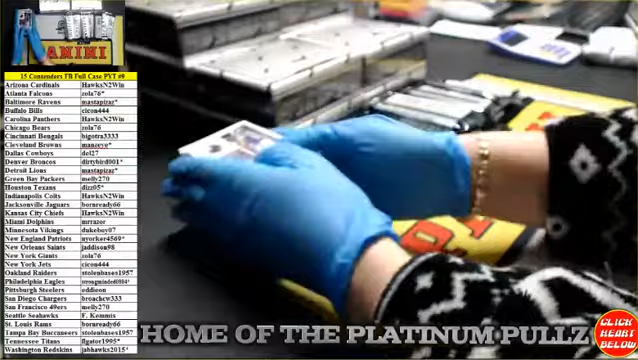 PANINI
15 Contenders FB Full Case PYT #9
Arizona Cardinals HawksN2Win
Atlanta Falcons zola76*
Baltimore Ravens mastapizaz*
Buffalo Bills cicon444
Carolina Panthers HawksN2Win
Chicago Bears zola76
Cincinnati Bengals bigotra3333
Cleveland Browns
Dallas Cowboys del27
Denver Broncos dirtybird001*
Detroit Lions mastapizaz*
Green Bay Packers melly270
Houston Texans dizz05*
Indianapolis Colts HawksN2Win
Jacksonville Jaguars bornready66
Kansas City Chiefs HawksN2Win
Miami Dolphins mrrazor
Minnesota Vikings dukeboy07
New England Patriots nyorker4569*
New Orleans Saints jaddison98
New York Giants zola76
New York Jets cicon444
Oakland Raiders stolenbases1957
Philadelphia Eagles
Pittsburgh Steelers eddieon
San Diego Chargers broachcw333
San Francisco 49ers melly270
Seattle Seahawks F. Kommis
St. Louis Rams bornready66
Tampa Bay Buccaneers stolenbases1957
Tennessee Titans flgator1995*
Washington Redskins jabhawks2015*
HOME OF THE PLATINUM PULLZ
CLICK
HEART
BELOW